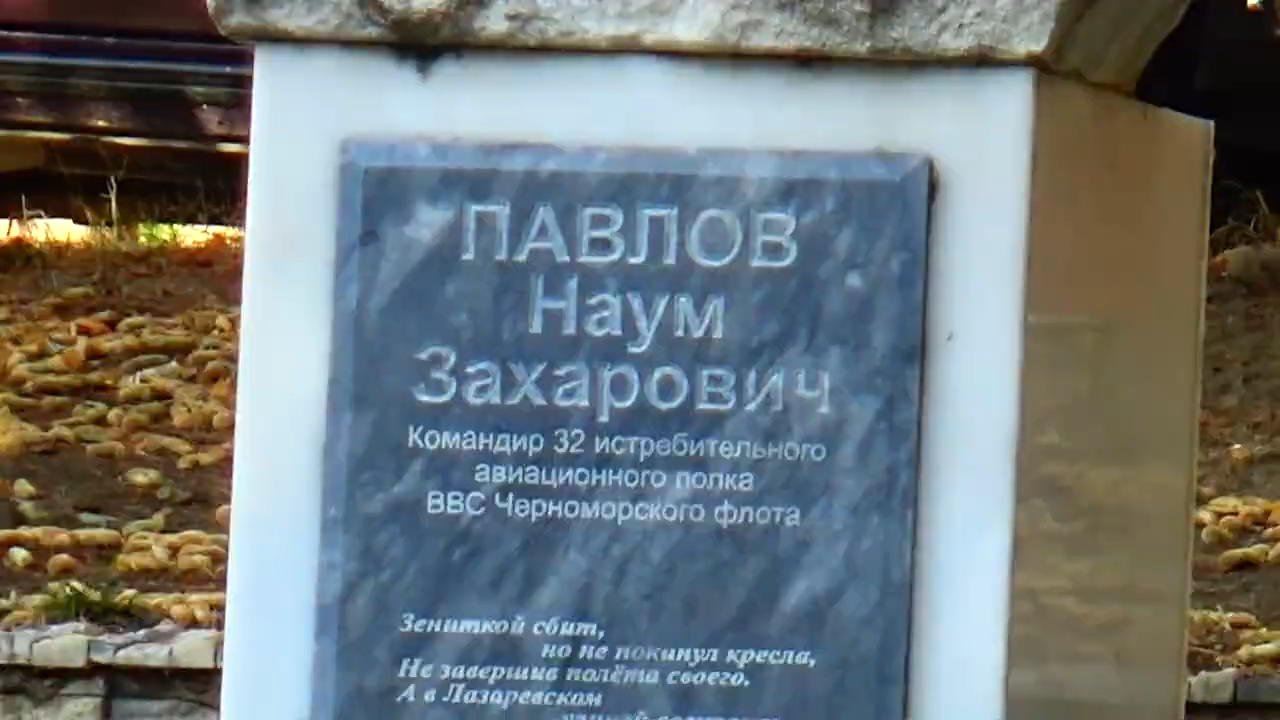 ПАВЛОВ
Наум
Захарович
Командир 32 истребительного
авиационного полка
ВВС Черноморского флота
Зениткой сбит,
но не покинул кресла,
Не завершив полёта своего.
А в Лазаревском